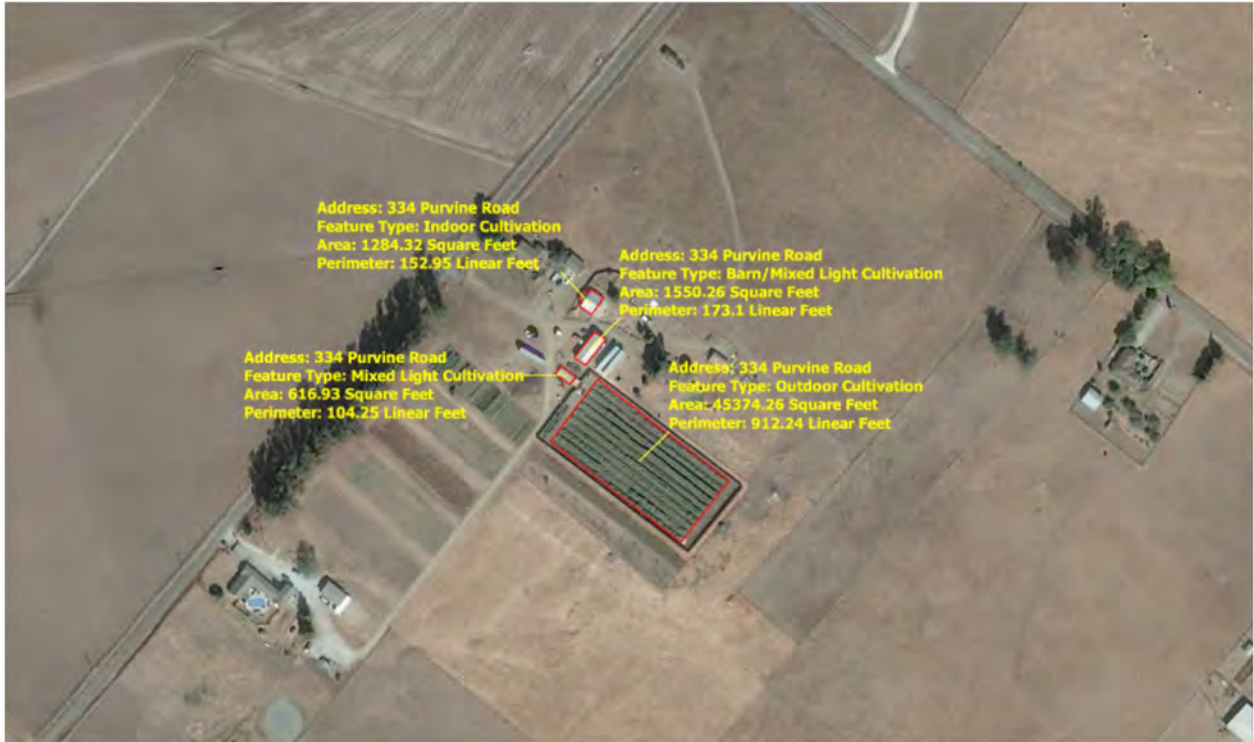 Address: 334 Purvine Road
Feature Type: Indoor Cultivation
Area: 1284.32 Square Feet
Perimeter: 152.95 Linear Feet
Address: 334 Purvine Road
Feature Type: Barn/Mixed Light Cultivation
Area: 1550.26 Square Feet
Perimeter: 173.1 Linear Feet
Address: 334 Purvine Road
Feature Type: Mixed Light Cultivation
Area: 616.93 Square Feet
Perimeter: 104.25 Linear Feet
Address: 334 Purvine Road
Feature Type: Outdoor Cultivation
Area: 45374.26 Square Feet
Perimeter: 912.24 Linear Feet